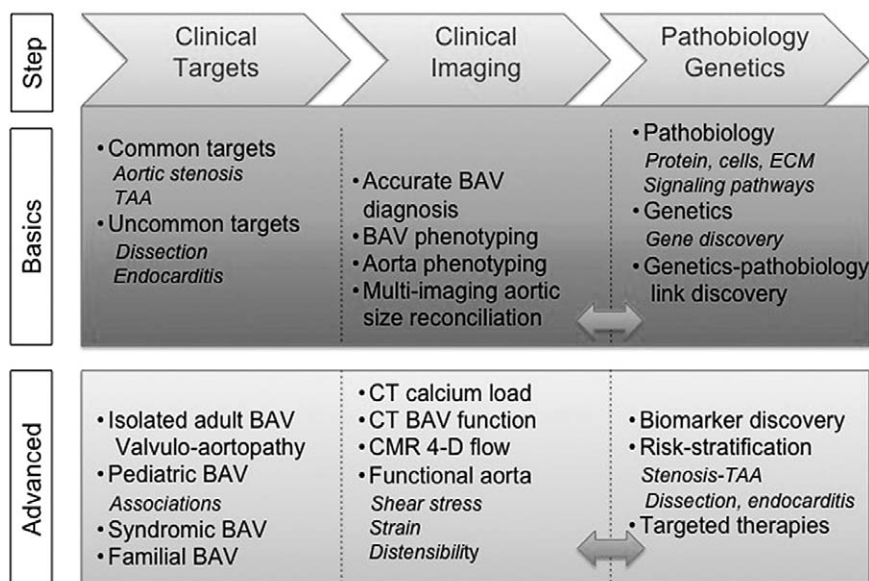 Step
Clinical
Targets
Clinical
Imaging
Pathobiology
Genetics
Basics
•Common targets
Aortic stenosis
TAA
•Uncommon targets
Dissection
Endocarditis
•Accurate BAV
diagnosis
•BAV phenotyping
•Aorta phenotyping
•Multi-imaging aortic
size reconciliation
•Pathobiology
Protein, cells, ECM
Signaling pathways
•Genetics
Gene discovery
•Genetics-pathobiology
link discovery
Advanced
•Isolated adult BAV
Valvulo-aortopathy
•Pediatric BAV
Associations
•Syndromic BAV
•Familial BAV
•CT calcium load
•CT BAV function
•CMR 4-D flow
•Functional aorta
Shear stress
Strain
Distensibility
•Biomarker discovery
•Risk-stratification
Stenosis-TAA
Dissection, endocarditis
•Targeted therapies